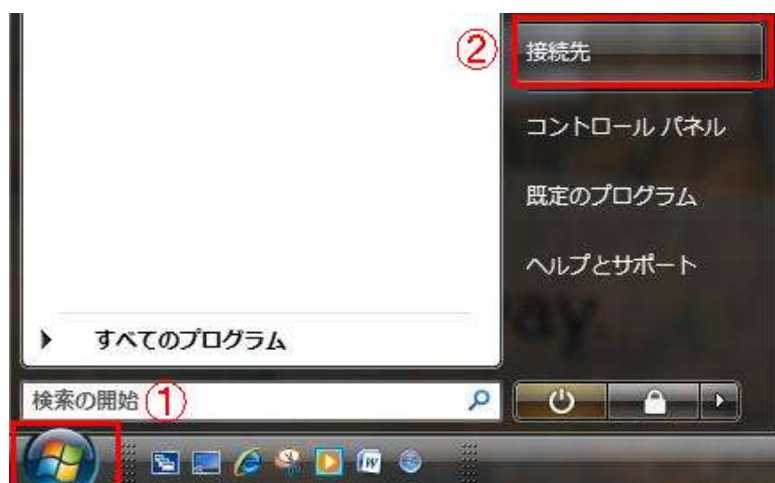 ② 接続先
コントロール パネル
既定のプログラム
ヘルプとサポート
すべてのプログラム
検索の開始 ①